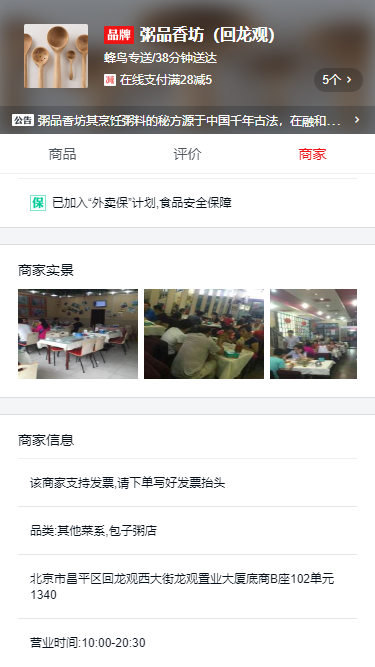 品牌 粥品香坊（回龙观）
蜂鸟专送/38分钟送达
减 在线支付满28减5
5个 >
公告 粥品香坊其烹饪粥料的秘方源于中国千年古法，在融和... >
商品 评价 商家
保 已加入“外卖保”计划,食品安全保障
商家实景
商家信息
该商家支持发票,请下单写好发票抬头
品类:其他菜系,包子粥店
北京市昌平区回龙观西大街龙观置业大厦底商B座102单元
1340
营业时间:10:00-20:30